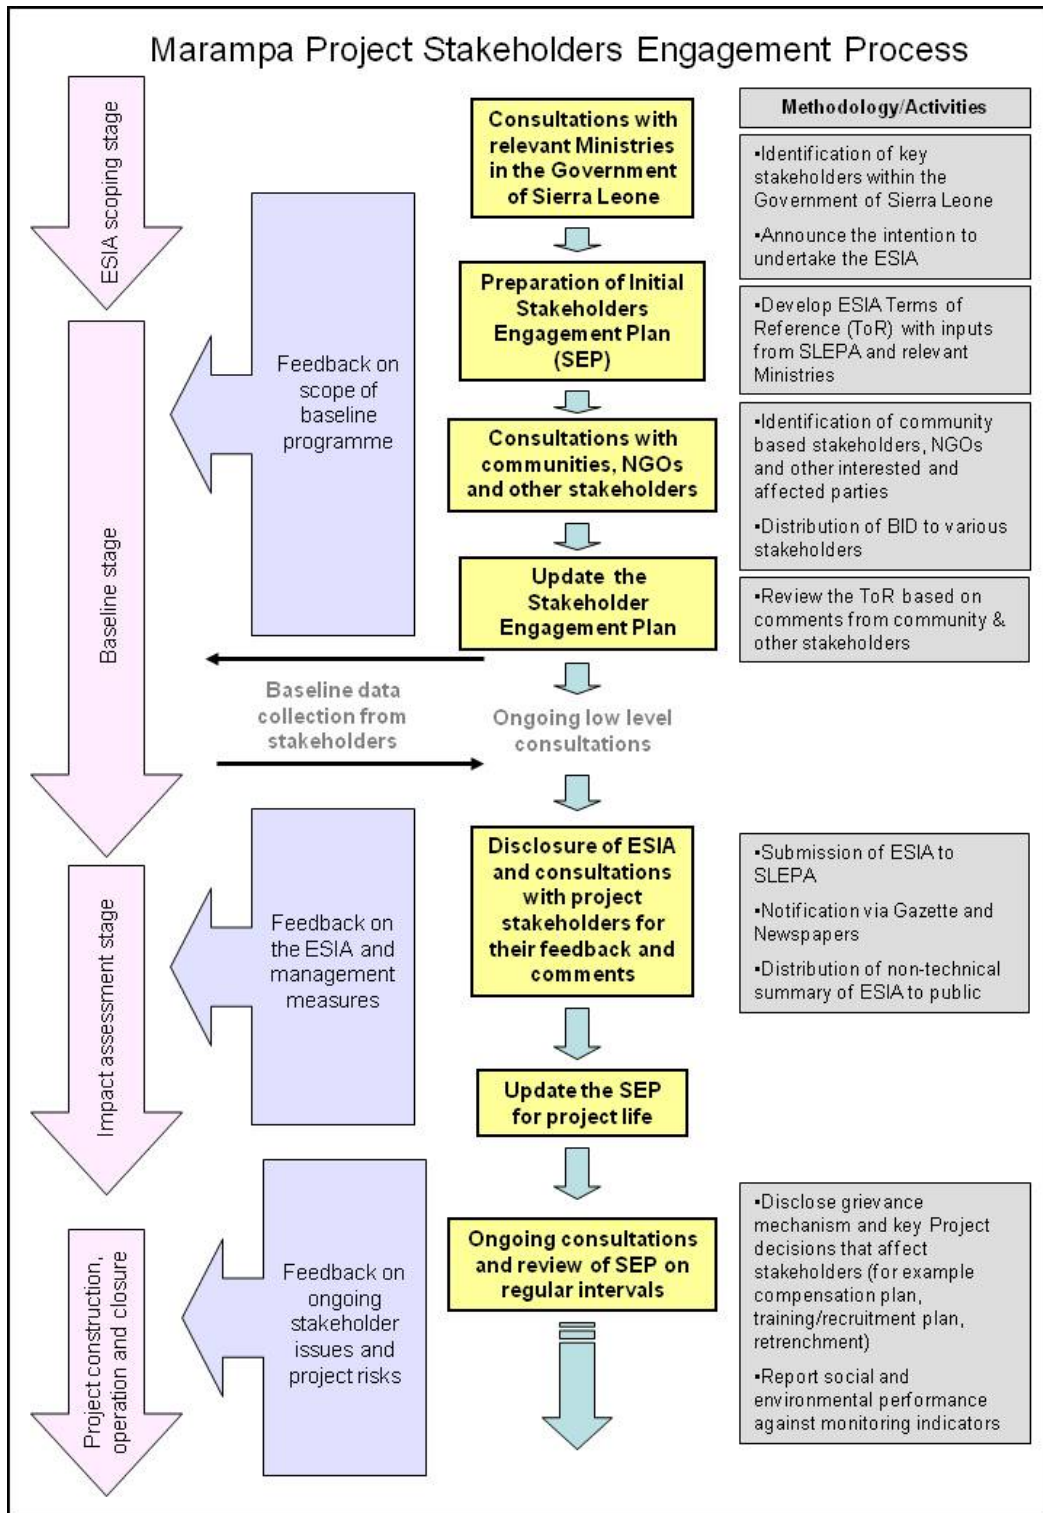 Marampa Project Stakeholders Engagement Process
ESIA scoping stage
Baseline stage
Impact assessment stage
Project construction,
operation and closure
Feedback on
scope of
baseline
programme
Baseline data
collection from
stakeholders
Feedback on
the ESIA and
management
measures
Feedback on
ongoing
stakeholder
issues and
project risks
Consultations with
relevant Ministries
in the Government
of Sierra Leone
Preparation of Initial
Stakeholders
Engagement Plan
(SEP)
Consultations with
communities, NGOs
and other stakeholders
Update the
Stakeholder
Engagement Plan
Ongoing low level
consultations
Disclosure of ESIA
and consultations
with project
stakeholders for
their feedback and
comments
Update the SEP
for project life
Ongoing consultations
and review of SEP on
regular intervals
Methodology/Activities
▪Identification of key
stakeholders within the
Government of Sierra Leone
▪Announce the intention to
undertake the ESIA
▪Develop ESIA Terms of
Reference (ToR) with inputs
from SLEPA and relevant
Ministries
▪Identification of community
based stakeholders, NGOs
and other interested and
affected parties
▪Distribution of BID to various
stakeholders
▪Review the ToR based on
comments from community &
other stakeholders
▪Submission of ESIA to
SLEPA
▪Notification via Gazette and
Newspapers
▪Distribution of non-technical
summary of ESIA to public
▪Disclose grievance
mechanism and key Project
decisions that affect
stakeholders (for example
compensation plan,
training/recruitment plan,
retrenchment)
▪Report social and
environmental performance
against monitoring indicators